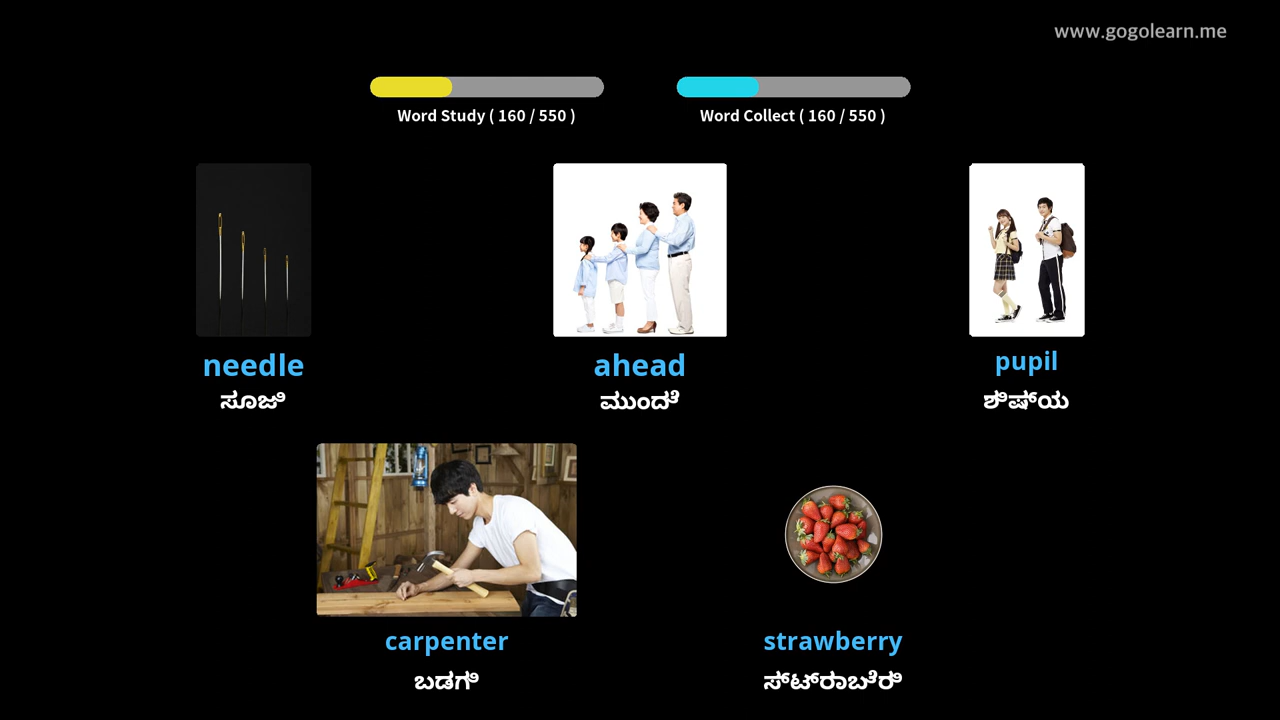 www.gogolearn.me
Word Study ( 160 / 550 )
Word Collect ( 160 / 550 )
needle
ಸೂಜಿ
ahead
ಮುಂದೆ
pupil
ಶಿಷ್ಯ
carpenter
ಬಡಗಿ
strawberry
ಸ್ಟ್ರಾಬೆರಿ